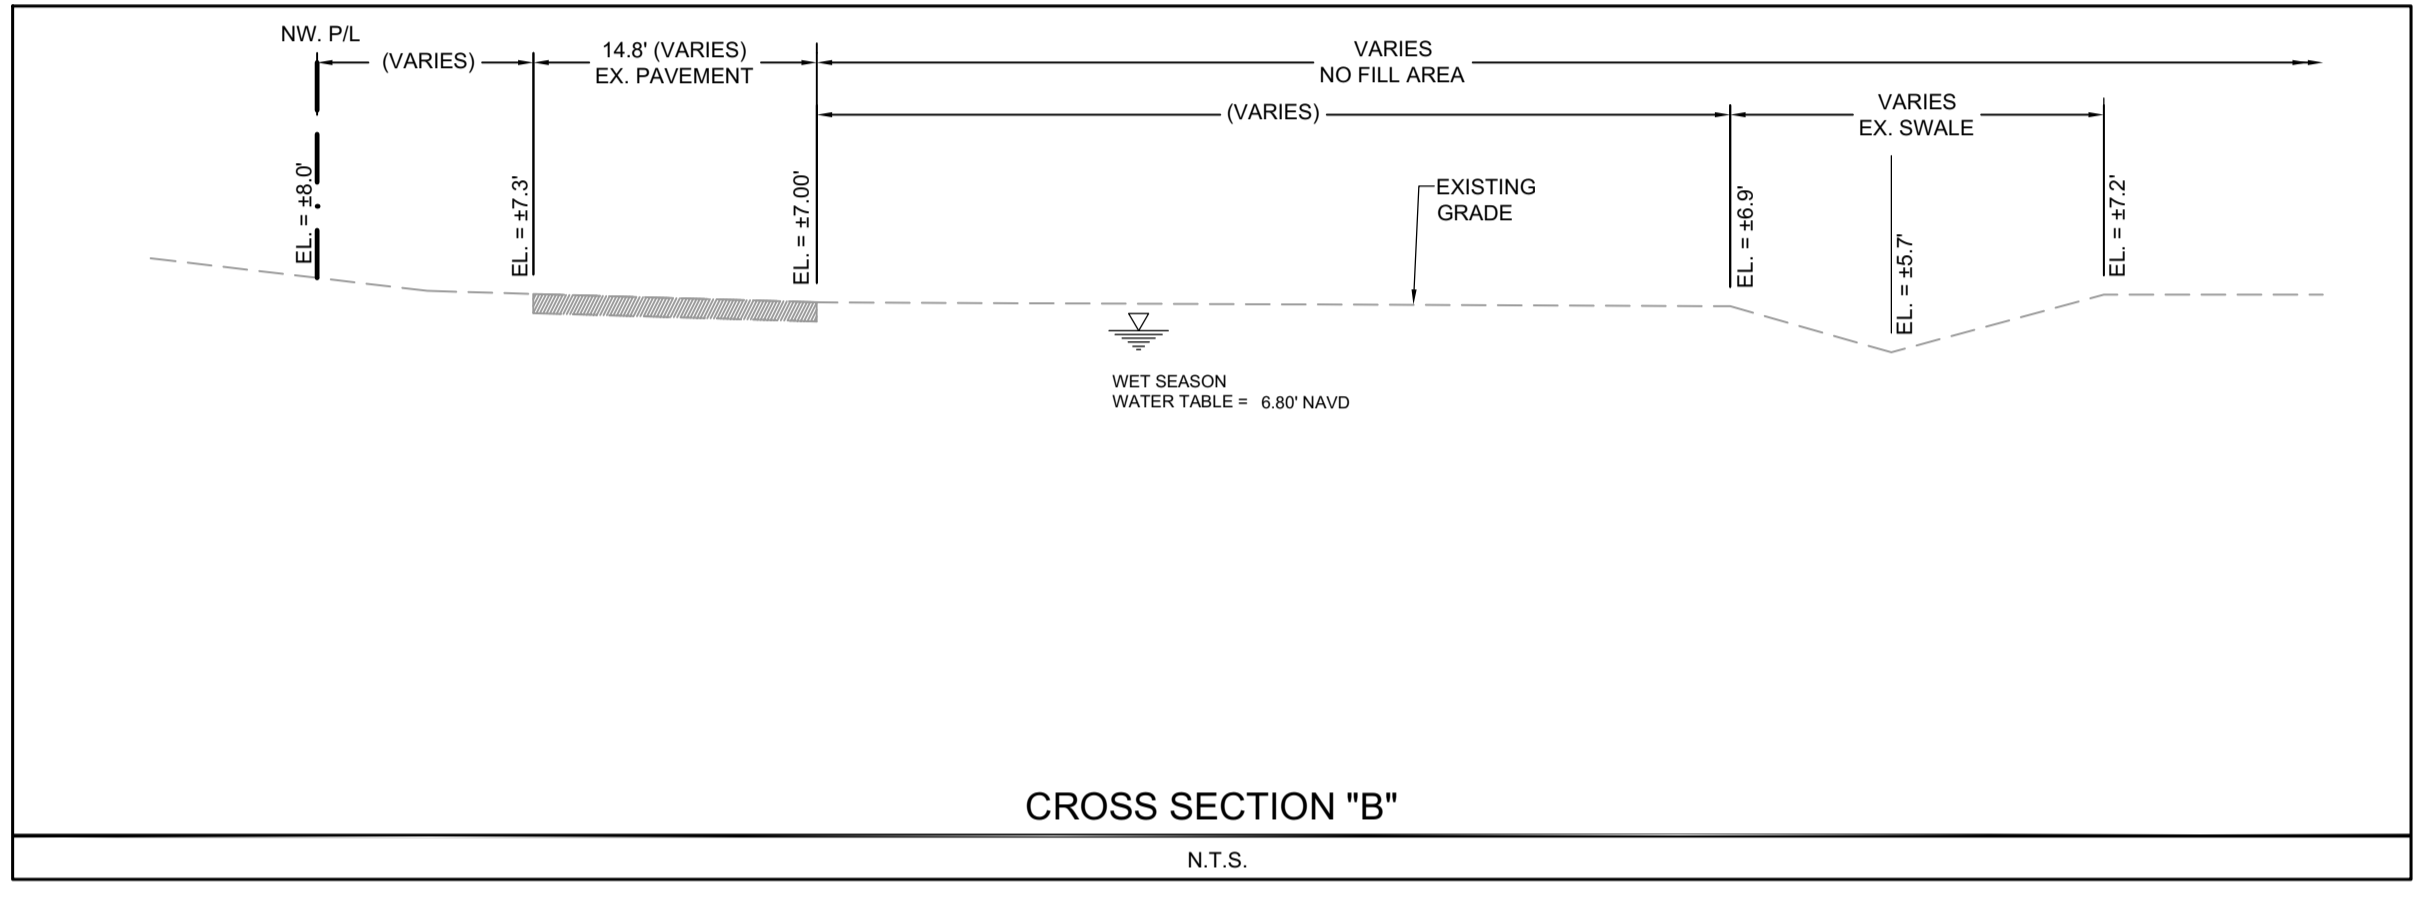 NW. P/L
(VARIES)
14.8' (VARIES)
EX. PAVEMENT
VARIES
NO FILL AREA
(VARIES)
VARIES
EX. SWALE
EL. = ±8.0'
EL. = ±7.3'
EL. = ±7.00'
EXISTING
GRADE
EL. = ±6.9'
EL. = ±5.7'
EL. = ±7.2'
WET SEASON
WATER TABLE = 6.80' NAVD
CROSS SECTION "B"
N.T.S.